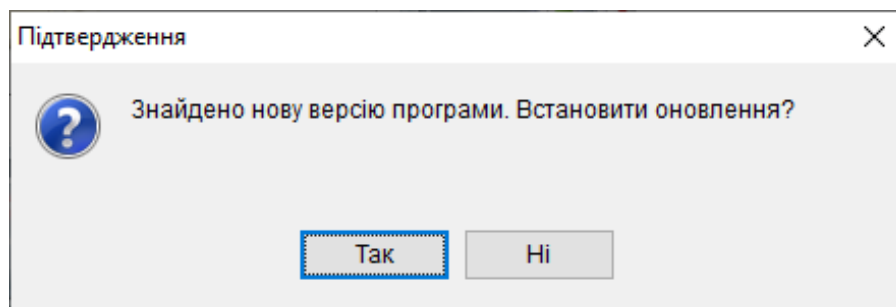 Підтвердження
Знайдено нову версію програми. Встановити оновлення?
Так
Ні